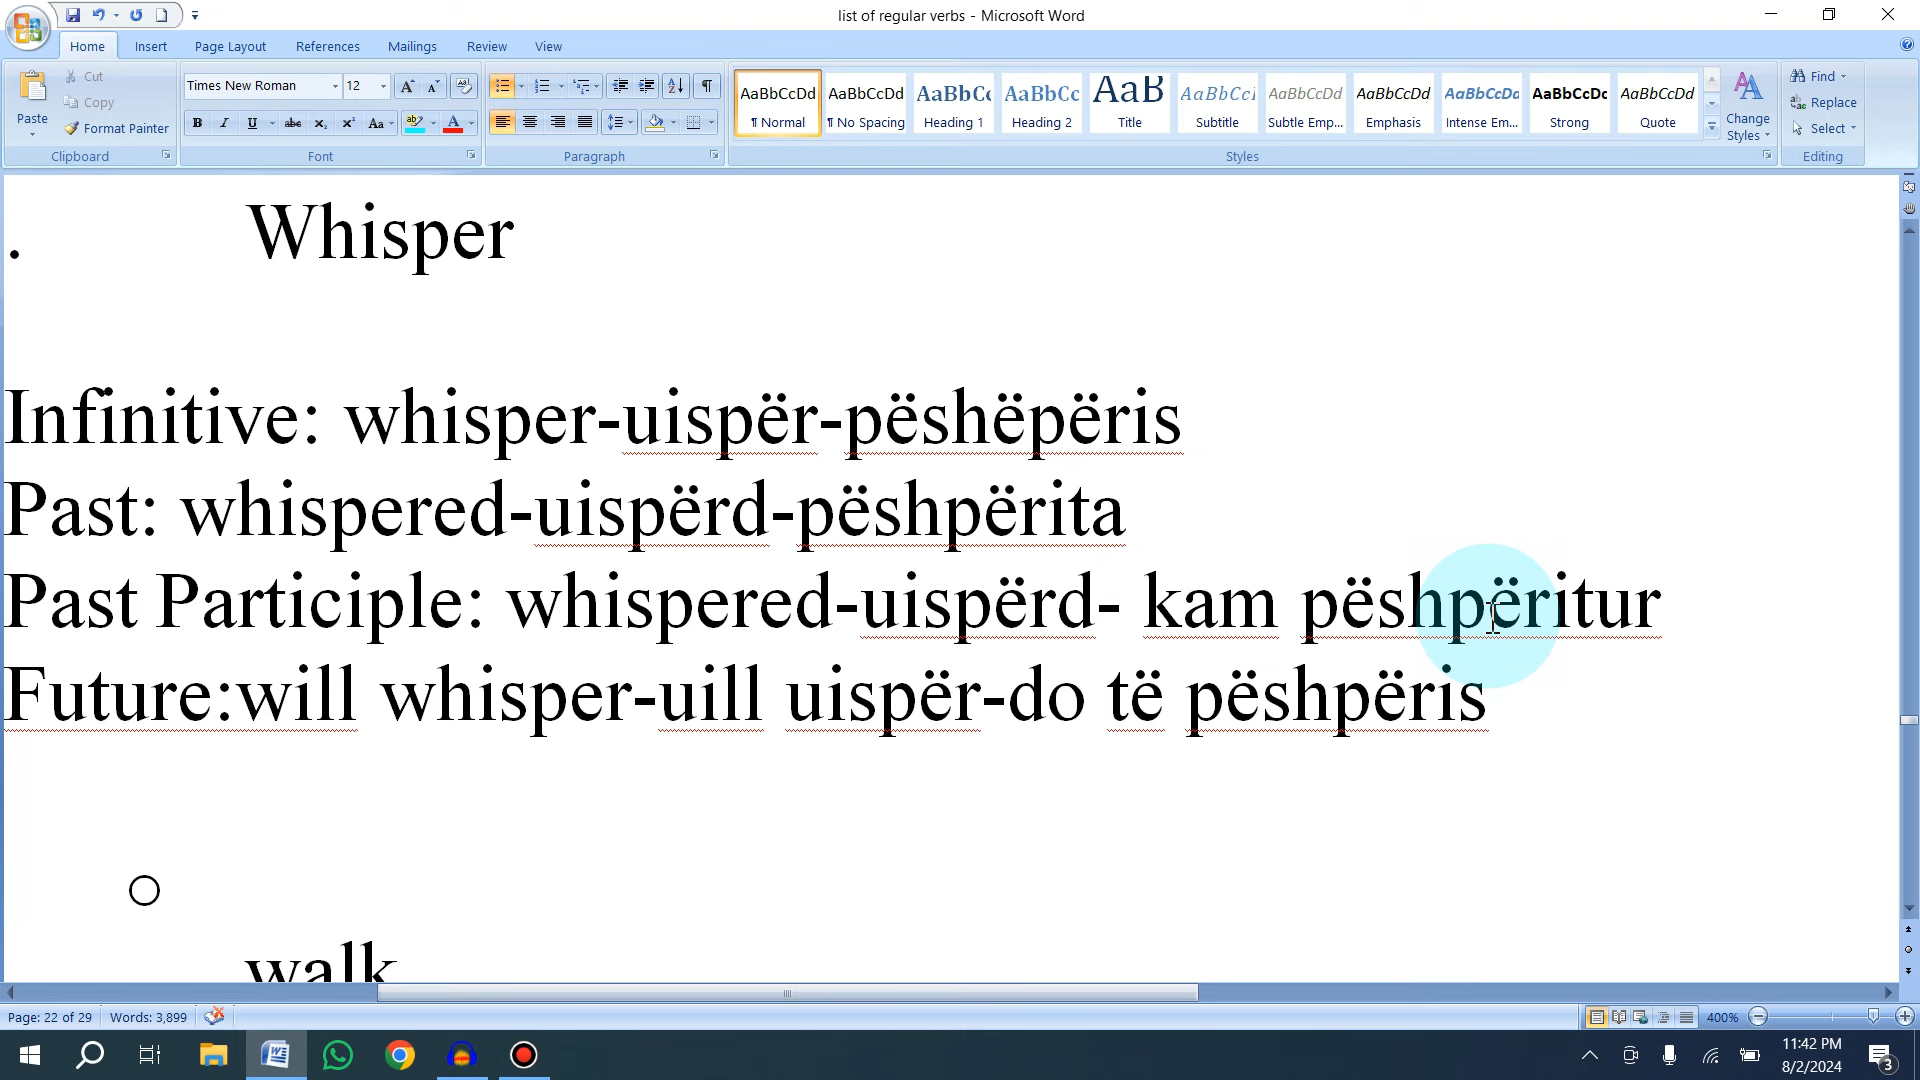 list of regular verbs - Microsoft Word
Home Insert Page Layout References Mailings Review View
Paste
Cut
Copy
Format Painter
Clipboard
Times New Roman 12
Font
Paragraph
AaBbCcDd AaBbCcDd AaBbCc AaBbCc AaB AaBbCcI AaBbCcDd AaBbCcDd AaBbCcDd AaBbCcDc AaBbCcDd
¶ Normal ¶ No Spacing Heading 1 Heading 2 Title Subtitle Subtle Emp... Emphasis Intense Em... Strong Quote
Styles
Change Styles
Find
Replace
Select
Editing
. Whisper
Infinitive: whisper-uispër-pëshëpëris
Past: whispered-uispërd-pëshpërita
Past Participle: whispered-uispërd- kam pëshpëritur
Future:will whisper-uill uispër-do të pëshpëris
walk
Page: 22 of 29 Words: 3,899 400%
11:42 PM
8/2/2024
3